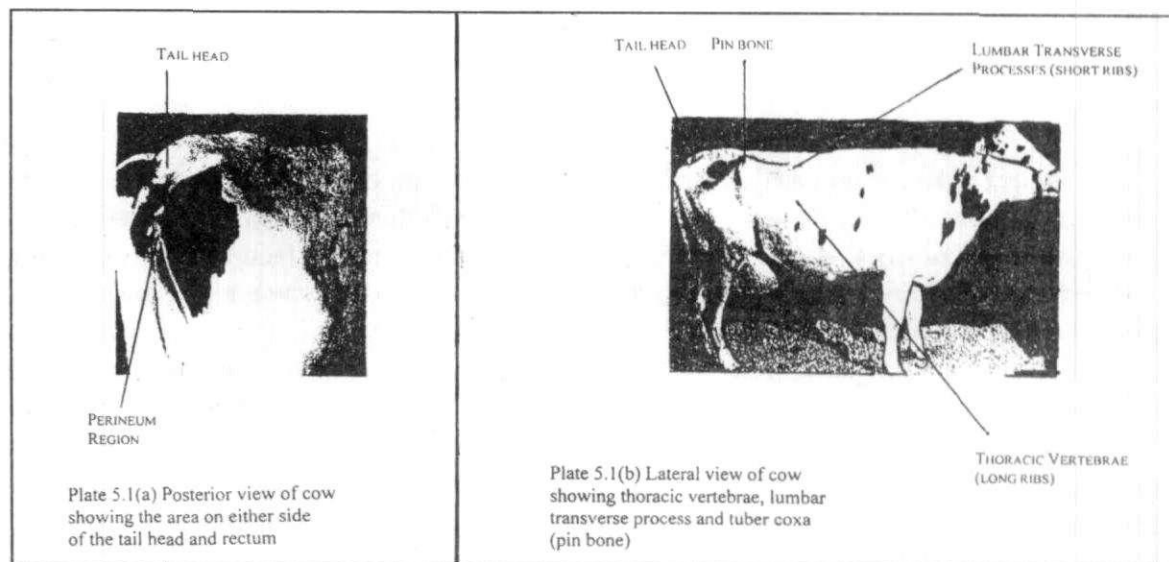 TAIL HEAD
PERINEUM
REGION
Plate 5.1(a) Posterior view of cow
showing the area on either side
of the tail head and rectum
TAIL HEAD PIN BONE
LUMBAR TRANSVERSE
PROCESSES (SHORT RIBS)
THORACIC VERTEBRAE
(LONG RIBS)
Plate 5.1(b) Lateral view of cow
showing thoracic vertebrae, lumbar
transverse process and tuber coxa
(pin bone)